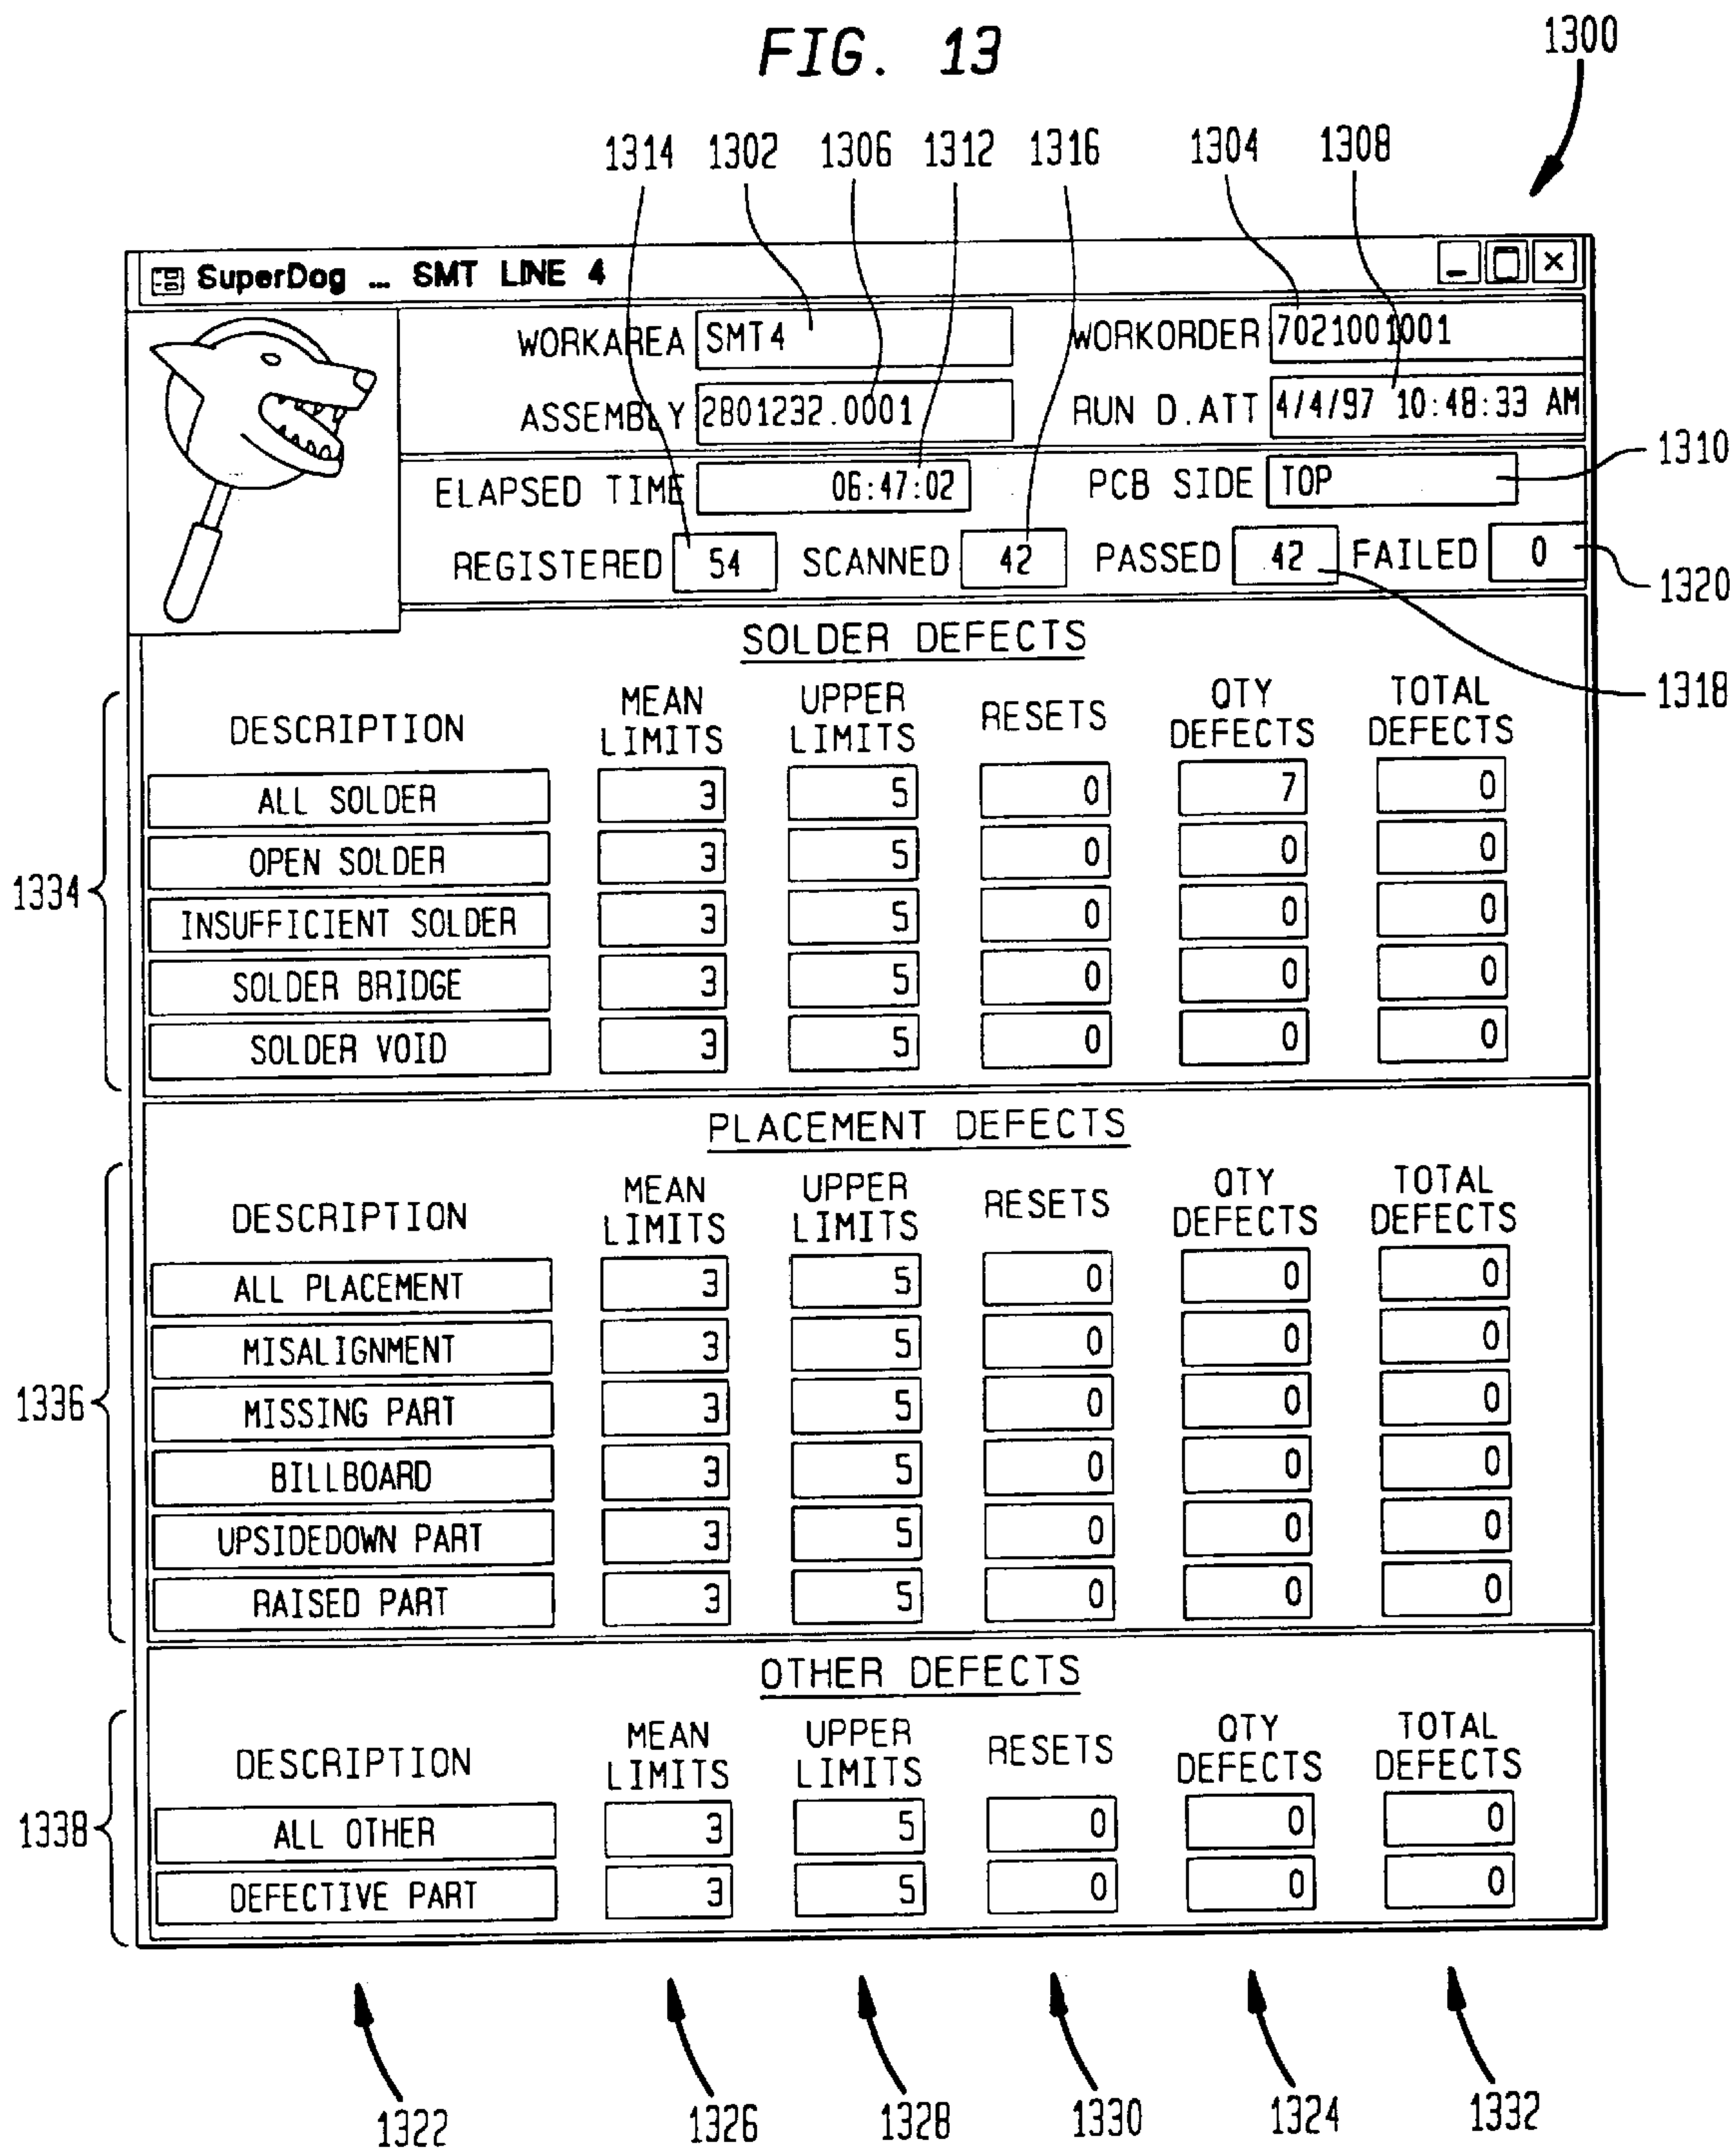 FIG. 13
1300
1314 1302 1306 1312 1316 1304 1308
SuperDog ... SMT LINE 4
WORKAREA SMT4 WORKORDER 7021001001
ASSEMBLY 2801232.0001 RUN D.ATT 4/4/97 10:48:33 AM
1310
ELAPSED TIME 06:47:02 PCB SIDE TOP
REGISTERED 54 SCANNED 42 PASSED 42 FAILED 0
1320
SOLDER DEFECTS
1318
DESCRIPTION MEAN LIMITS UPPER LIMITS RESETS QTY DEFECTS TOTAL DEFECTS
ALL SOLDER 3 5 0 7 0
OPEN SOLDER 3 5 0 0 0
1334
INSUFFICIENT SOLDER 3 5 0 0 0
SOLDER BRIDGE 3 5 0 0 0
SOLDER VOID 3 5 0 0 0
PLACEMENT DEFECTS
DESCRIPTION MEAN LIMITS UPPER LIMITS RESETS QTY DEFECTS TOTAL DEFECTS
ALL PLACEMENT 3 5 0 0 0
MISALIGNMENT 3 5 0 0 0
1336
MISSING PART 3 5 0 0 0
BILLBOARD 3 5 0 0 0
UPSIDEDOWN PART 3 5 0 0 0
RAISED PART 3 5 0 0 0
OTHER DEFECTS
DESCRIPTION MEAN LIMITS UPPER LIMITS RESETS QTY DEFECTS TOTAL DEFECTS
1338
ALL OTHER 3 5 0 0 0
DEFECTIVE PART 3 5 0 0 0
1322 1326 1328 1330 1324 1332